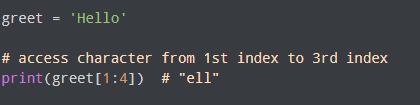 greet = 'Hello'
# access character from 1st index to 3rd index
print(greet[1:4])  # "ell"